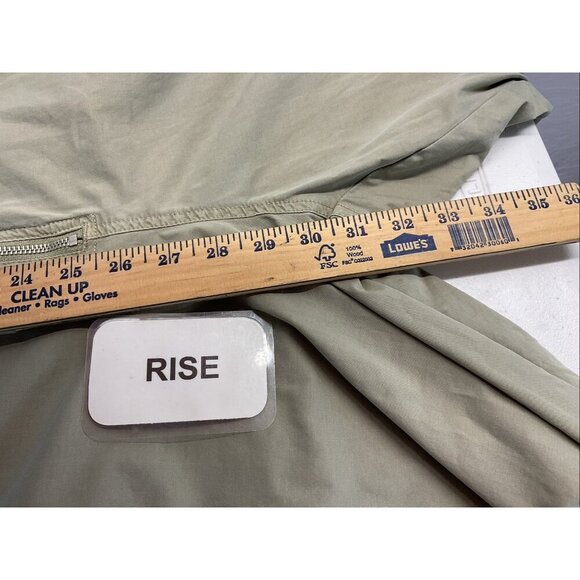 24 25 26 27 28 29 30 31 32 33 34 35 36
CLEAN UP
eaner • Rags • Gloves
FSC
100%
Wood
LOWE'S
RISE